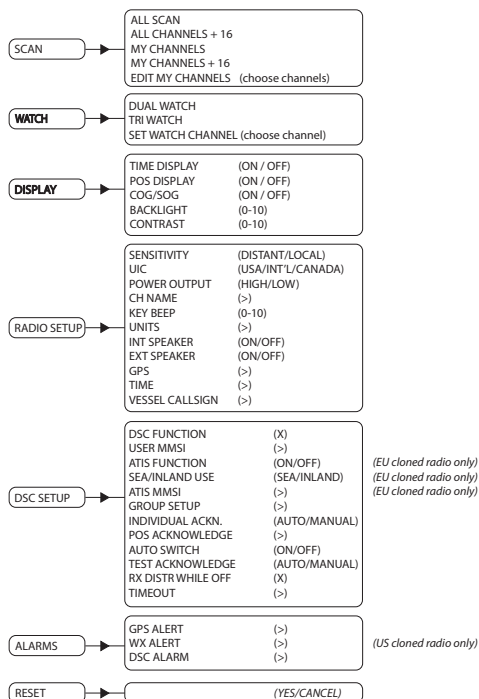 SCAN
ALL SCAN
ALL CHANNELS + 16
MY CHANNELS
MY CHANNELS + 16
EDIT MY CHANNELS (choose channels)
WATCH
DUAL WATCH
TRI WATCH
SET WATCH CHANNEL (choose channel)
DISPLAY
TIME DISPLAY (ON / OFF)
POS DISPLAY (ON / OFF)
COG/SOG (ON / OFF)
BACKLIGHT (0-10)
CONTRAST (0-10)
RADIO SETUP
SENSITIVITY (DISTANT/LOCAL)
UIC (USA/INT'L/CANADA)
POWER OUTPUT (HIGH/LOW)
CH NAME (>)
KEY BEEP (0-10)
UNITS (>)
INT SPEAKER (ON/OFF)
EXT SPEAKER (ON/OFF)
GPS (>)
TIME (>)
VESSEL CALLSIGN (>)
DSC SETUP
DSC FUNCTION (X)
USER MMSI (>)
ATIS FUNCTION (ON/OFF) (EU cloned radio only)
SEA/INLAND USE (SEA/INLAND) (EU cloned radio only)
ATIS MMSI (>) (EU cloned radio only)
GROUP SETUP (>)
INDIVIDUAL ACKN. (AUTO/MANUAL)
POS ACKNOWLEDGE (>)
AUTO SWITCH (ON/OFF)
TEST ACKNOWLEDGE (AUTO/MANUAL)
RX DISTR WHILE OFF (X)
TIMEOUT (>)
ALARMS
GPS ALERT (>)
WX ALERT (>) (US cloned radio only)
DSC ALARM (>)
RESET
(YES/CANCEL)